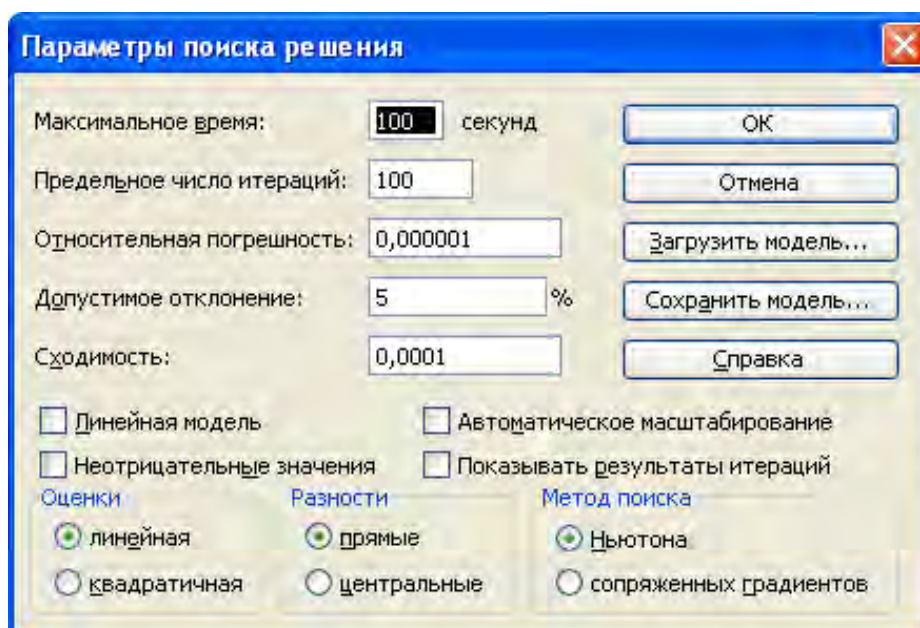 Параметры поиска решения
Максимальное время: 100 секунд OK
Предельное число итераций: 100 Отмена
Относительная погрешность: 0,000001 Загрузить модель...
Допустимое отклонение: 5 % Сохранить модель...
Сходимость: 0,0001 Справка
Линейная модель Автоматическое масштабирование
Неотрицательные значения Показывать результаты итераций
Оценки Разности Метод поиска
линейная прямые Ньютона
квадратичная центральные сопряженных градиентов